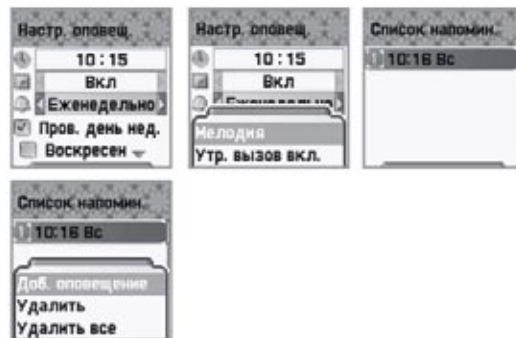 Настр. оповещ.
10:15
Вкл
Еженедельно
Пров. день нед.
Воскресен
Настр. оповещ.
10:15
Вкл
Еженедельно
Мелодия
Утр. вызов вкл.
Список напомин.
10:16 Вс
Список напомин.
10:16 Вс
Доб. оповещение
Удалить
Удалить все